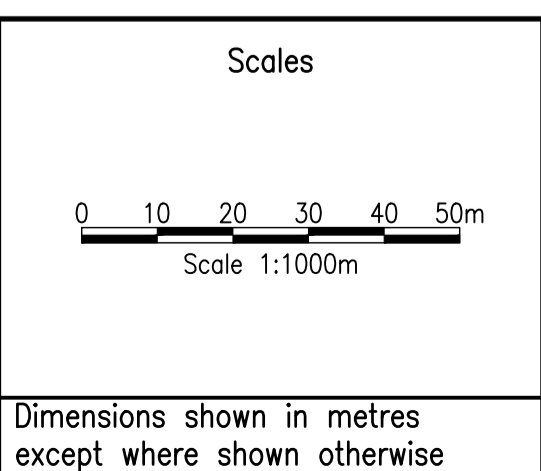 Scales
0 10 20 30 40 50m
Scale 1:1000m
Dimensions shown in metres
except where shown otherwise